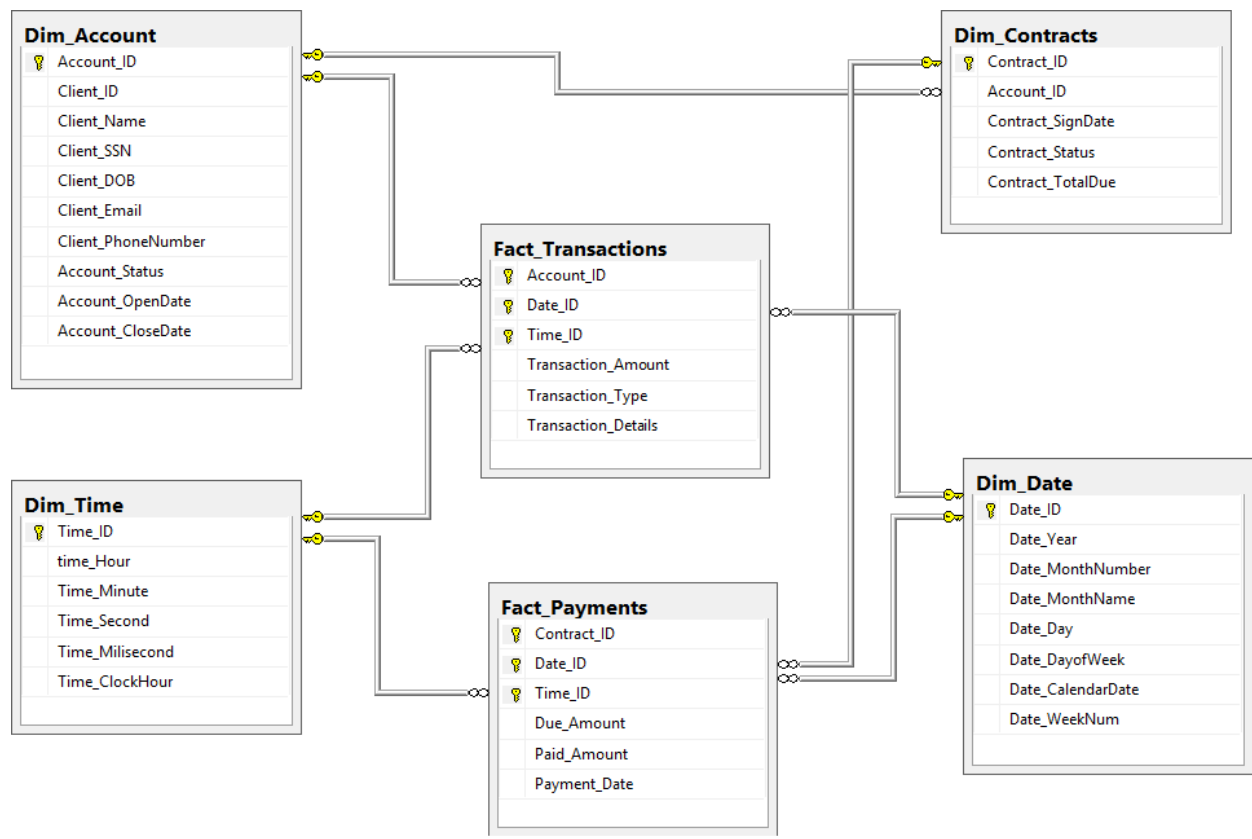 Dim_Account
Account_ID
Client_ID
Client_Name
Client_SSN
Client_DOB
Client_Email
Client_PhoneNumber
Account_Status
Account_OpenDate
Account_CloseDate
Dim_Contracts
Contract_ID
Account_ID
Contract_SignDate
Contract_Status
Contract_TotalDue
Fact_Transactions
Account_ID
Date_ID
Time_ID
Transaction_Amount
Transaction_Type
Transaction_Details
Dim_Time
Time_ID
time_Hour
Time_Minute
Time_Second
Time_Milisecond
Time_ClockHour
Dim_Date
Date_ID
Date_Year
Date_MonthNumber
Date_MonthName
Date_Day
Date_DayofWeek
Date_CalendarDate
Date_WeekNum
Fact_Payments
Contract_ID
Date_ID
Time_ID
Due_Amount
Paid_Amount
Payment_Date